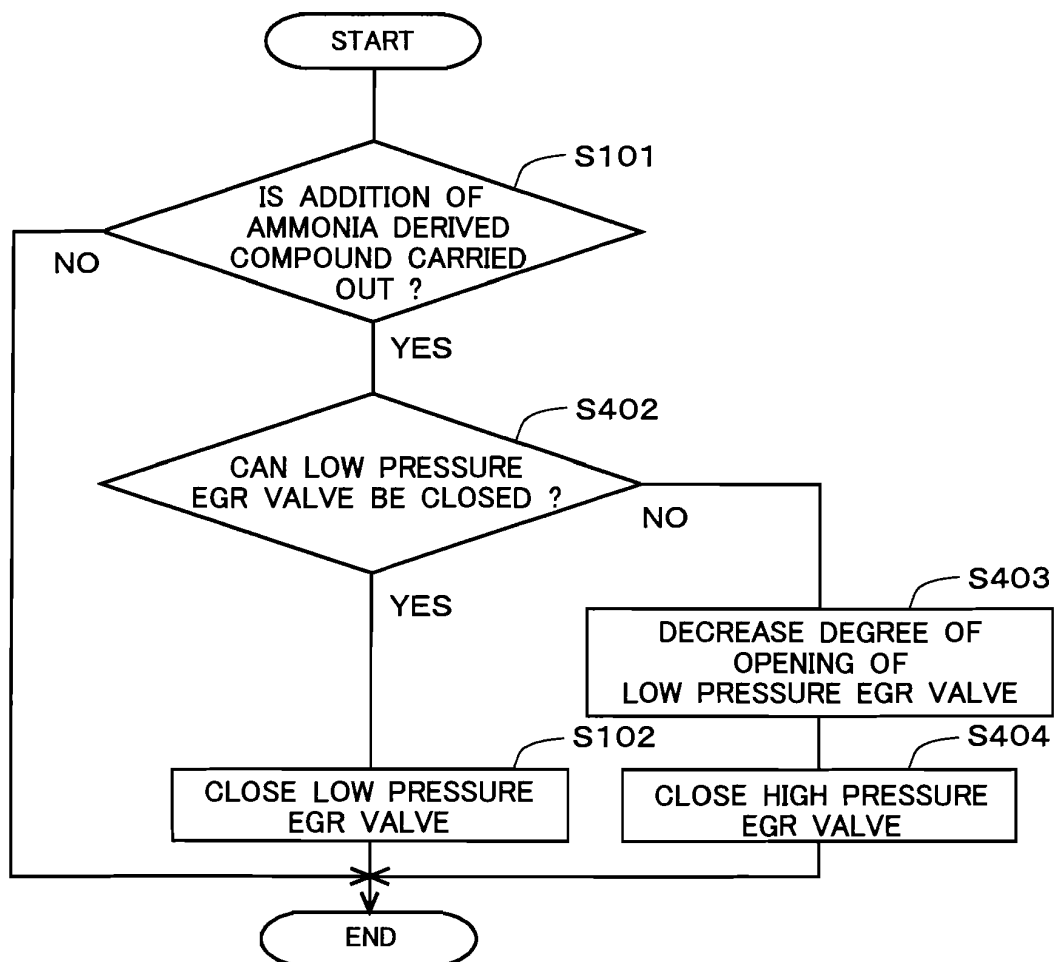 START
S101
IS ADDITION OF
AMMONIA DERIVED
COMPOUND CARRIED
OUT ?
NO
YES
S402
CAN LOW PRESSURE
EGR VALVE BE CLOSED ?
NO
YES
S403
DECREASE DEGREE OF
OPENING OF
LOW PRESSURE EGR VALVE
S102
CLOSE LOW PRESSURE
EGR VALVE
S404
CLOSE HIGH PRESSURE
EGR VALVE
END